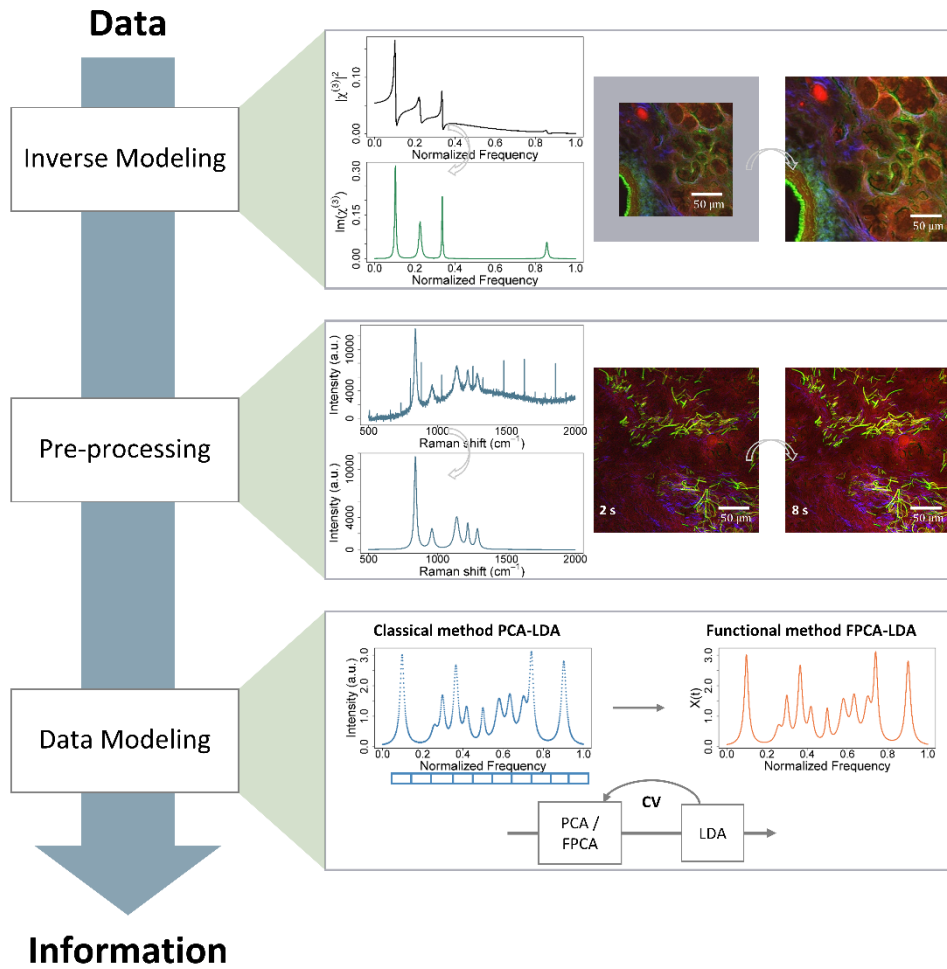 Data
Inverse Modeling
|χ⁽³⁾|²
0.10
0.00
0.0 0.2 0.4 0.6 0.8 1.0
Normalized Frequency
Im(χ⁽³⁾)
0.30
0.15
0.00
0.0 0.2 0.4 0.6 0.8 1.0
Normalized Frequency
50 μm
50 μm
Pre-processing
Intensity (a.u.)
10000
4000
0
500 1000 1500 2000
Raman shift (cm⁻¹)
Intensity (a.u.)
10000
4000
0
500 1000 1500 2000
Raman shift (cm⁻¹)
2 s
50 μm
8 s
50 μm
Data Modeling
Classical method PCA-LDA
Intensity (a.u.)
3.0
2.0
1.0
0.0
0.0 0.2 0.4 0.6 0.8 1.0
Normalized Frequency
Functional method FPCA-LDA
X(t)
3.0
2.0
1.0
0.0
0.0 0.2 0.4 0.6 0.8 1.0
Normalized Frequency
CV
PCA /
FPCA
LDA
Information